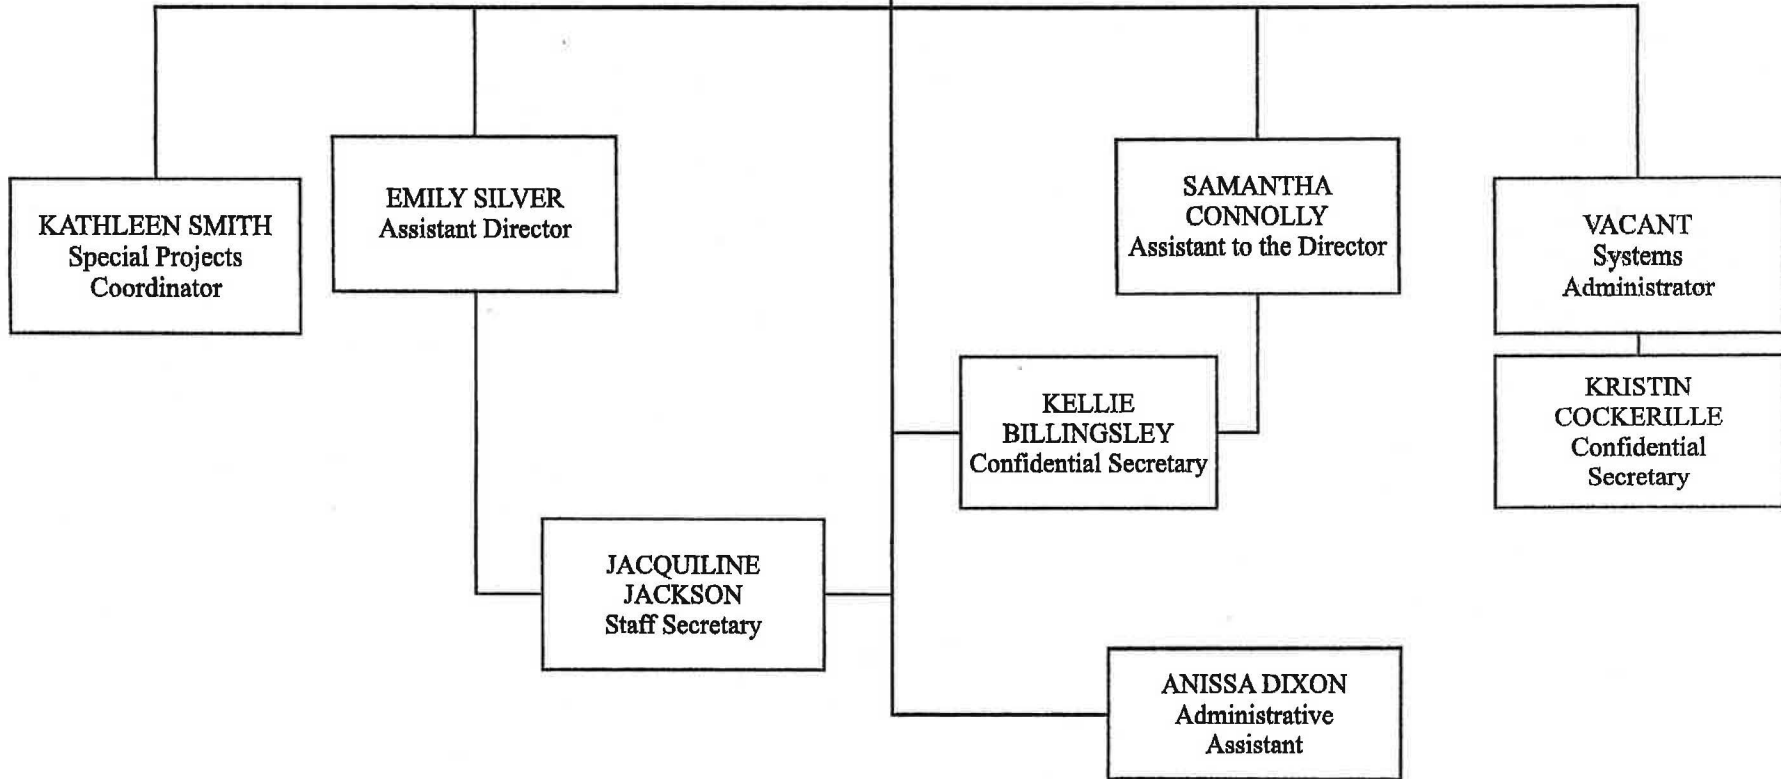 KATHLEEN SMITH
Special Projects
Coordinator
EMILY SILVER
Assistant Director
SAMANTHA
CONNOLLY
Assistant to the Director
VACANT
Systems
Administrator
KELLIE
BILLINGSLEY
Confidential Secretary
KRISTIN
COCKERILLE
Confidential
Secretary
JACQUILINE
JACKSON
Staff Secretary
ANISSA DIXON
Administrative
Assistant